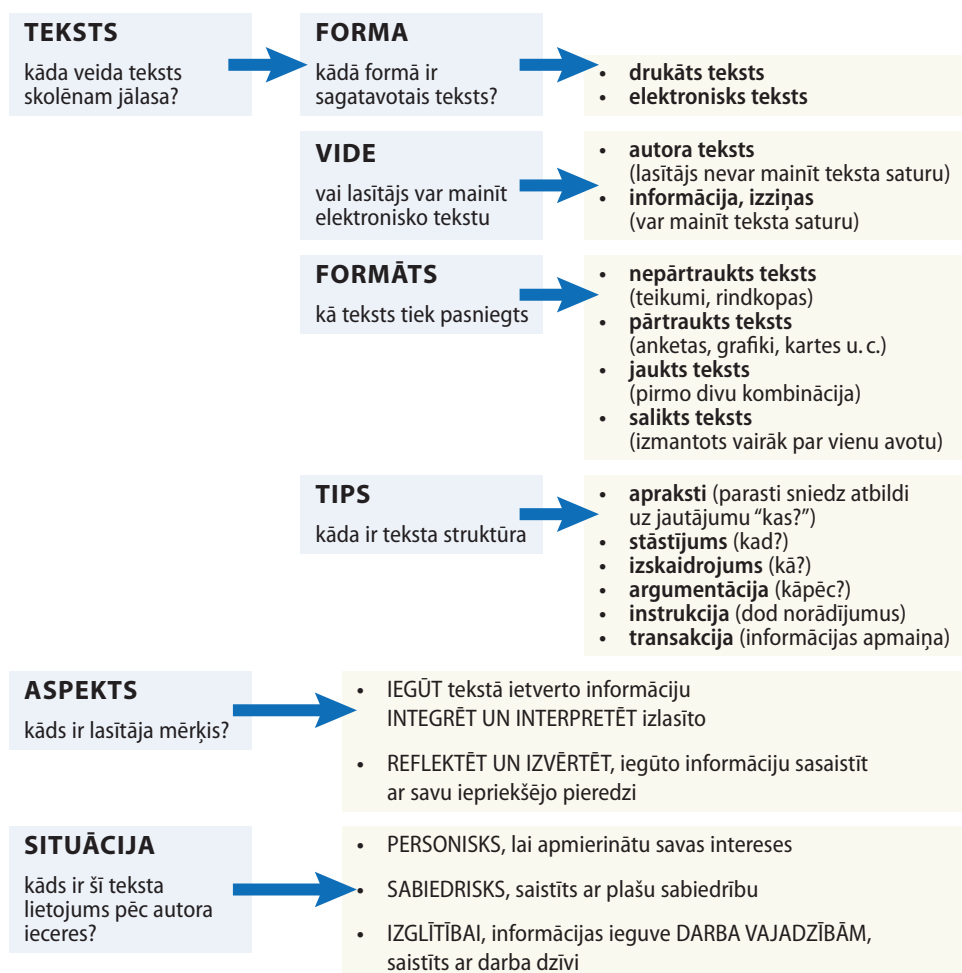 TEKSTS
kāda veida teksts
skolēnam jālasa?
FORMA
kādā formā ir
sagatavotais teksts?
• drukāts teksts
• elektronisks teksts
VIDE
vai lasītājs var mainīt
elektronisko tekstu
• autora teksts
(lasītājs nevar mainīt teksta saturu)
• informācija, izziņas
(var mainīt teksta saturu)
FORMĀTS
kā teksts tiek pasniegts
• nepārtraukts teksts
(teikumi, rindkopas)
• pārtraukts teksts
(anketas, grafiki, kartes u. c.)
• jaukts teksts
(pirmo divu kombinācija)
• salikts teksts
(izmantots vairāk par vienu avotu)
TIPS
kāda ir teksta struktūra
• apraksti (parasti sniedz atbildi
uz jautājumu “kas?”)
• stāstījums (kad?)
• izskaidrojums (kā?)
• argumentācija (kāpēc?)
• instrukcija (dod norādījumus)
• transakcija (informācijas apmaiņa)
ASPEKTS
kāds ir lasītāja mērķis?
• IEGŪT tekstā ietverto informāciju
INTEGRĒT UN INTERPRETĒT izlasīto
• REFLEKTĒT UN IZVĒRTĒT, iegūto informāciju sasaistīt
ar savu iepriekšējo pieredzi
SITUĀCIJA
kāds ir šī teksta
lietojums pēc autora
ieceres?
• PERSONISKS, lai apmierinātu savas intereses
• SABIEDRISKS, saistīts ar plašu sabiedrību
• IZGLĪTĪBAI, informācijas ieguve DARBA VAJADZĪBĀM,
saistīts ar darba dzīvi